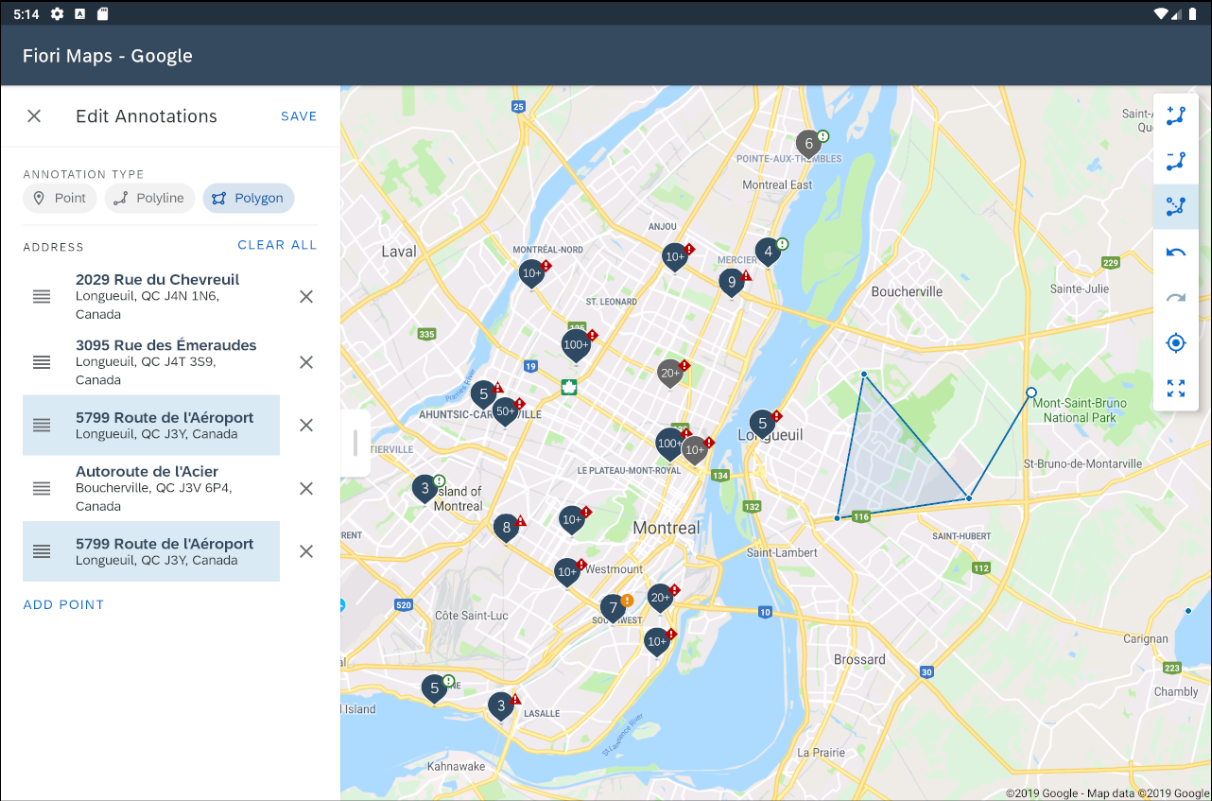 5:14
Fiori Maps - Google
Edit Annotations
SAVE
ANNOTATION TYPE
Point
Polyline
Polygon
ADDRESS
CLEAR ALL
2029 Rue du Chevreuil
Longueuil, QC J4N 1N6,
Canada
3095 Rue des Émeraudes
Longueuil, QC J4T 3S9,
Canada
5799 Route de l'Aéroport
Longueuil, QC J3Y, Canada
Autoroute de l'Acier
Boucherville, QC J3V 6P4,
Canada
5799 Route de l'Aéroport
Longueuil, QC J3Y, Canada
ADD POINT
25
6
POINTE-AUX-TREMBLES
Montreal East
ANJOU
Laval
MONTRÉAL-NORD
10+
10+
MERCIER
4
9
229
Sainte-Julie
Boucherville
ST. LEONARD
335
100+
19
20+
5
50+
AHUNTSIC-CARTIERVILLE
5
Longueuil
Mont-Saint-Bruno
National Park
100+
10+
LE PLATEAU-MONT-ROYAL
134
St-Bruno-de-Montarville
3
Island of
Montreal
132
116
8
10+
Montreal
SAINT-HUBERT
Saint-Lambert
112
10+
Westmount
520
Côte Saint-Luc
7
20+
10
10+
Carignan
Brossard
30
223
Chambly
5
3
LASALLE
St. Lawrence River
La Prairie
Kahnawake
©2019 Google - Map data ©2019 Google